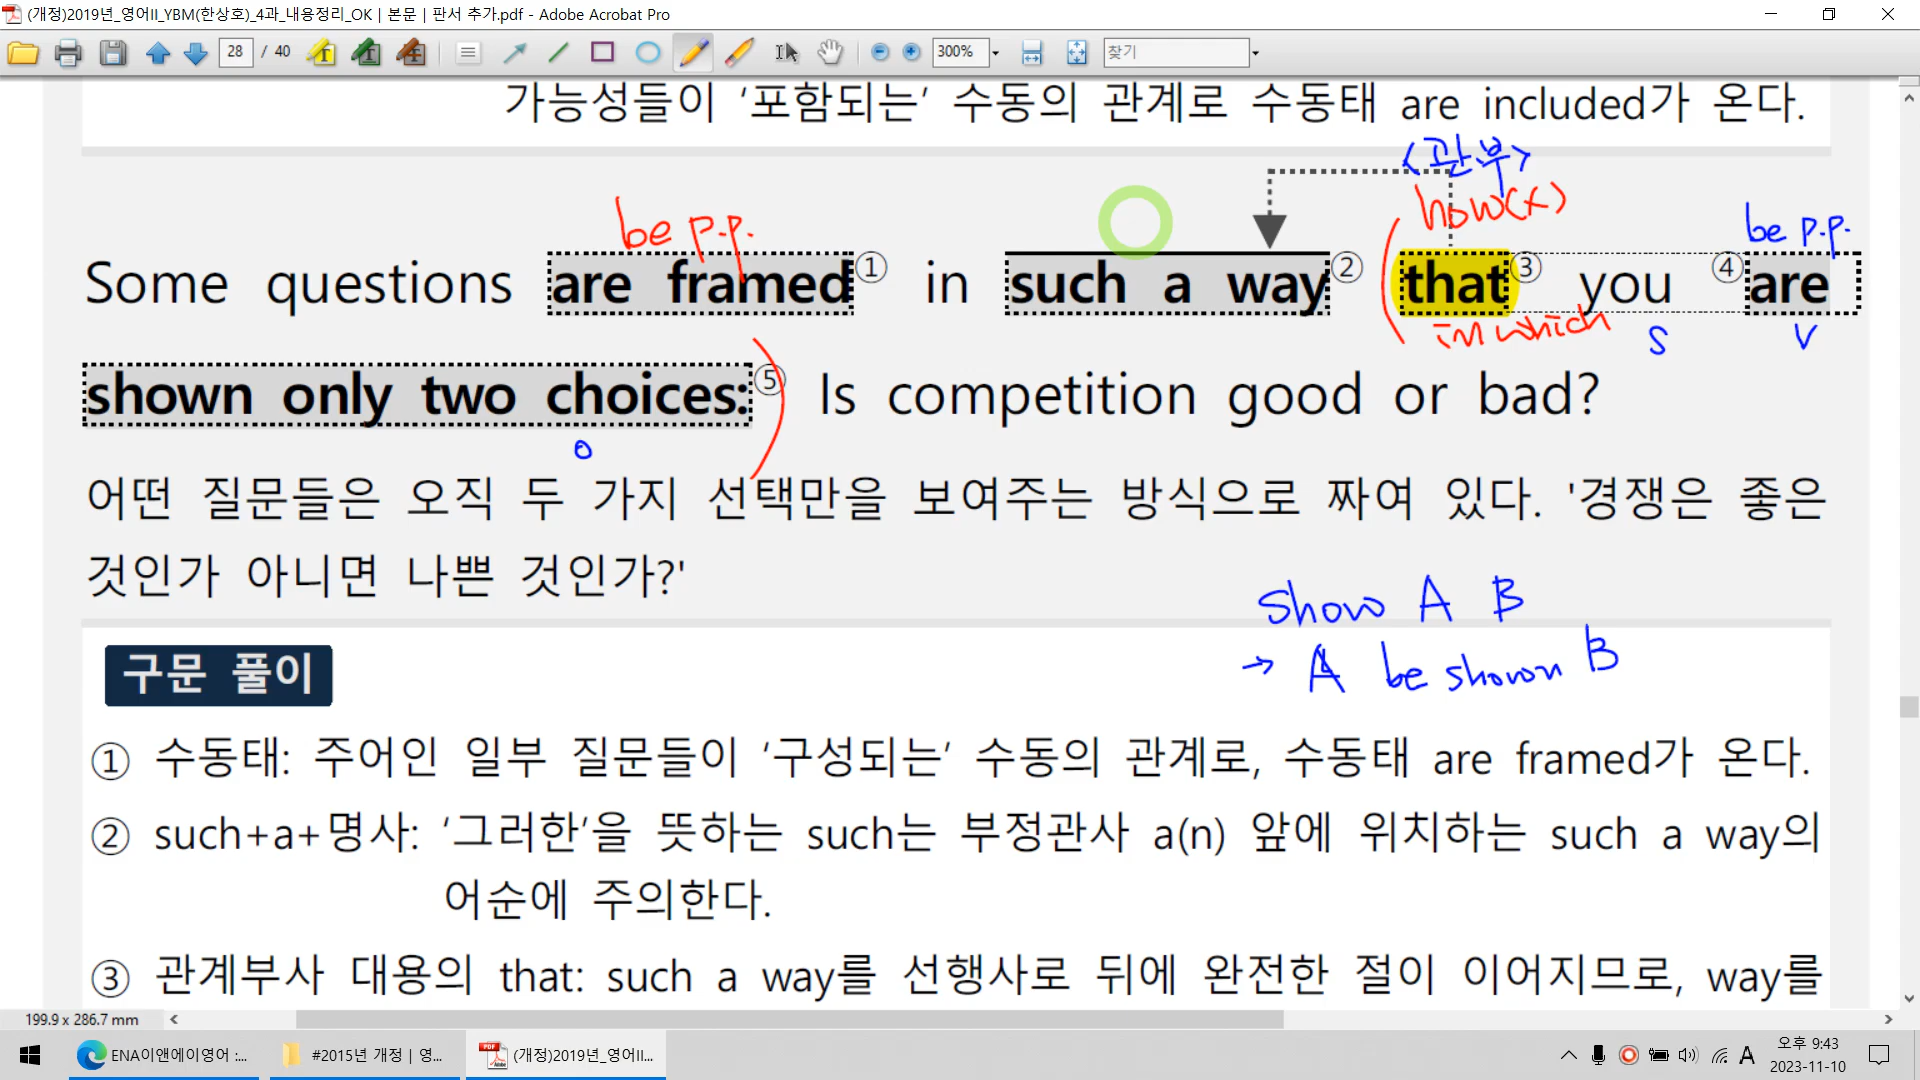 (개정)2019년_영어II_YBM(한상호)_4과_내용정리_OK | 본문 | 판서 추가.pdf - Adobe Acrobat Pro
28 / 40 300% 찾기
가능성들이 ‘포함되는’ 수동의 관계로 수동태 are included가 온다.
<관·부>
be p.p. how(x) be p.p.
Some questions are framed① in such a way② that③ you ④are
in which S V
shown only two choices:⑤ Is competition good or bad?
o
어떤 질문들은 오직 두 가지 선택만을 보여주는 방식으로 짜여 있다. '경쟁은 좋은
것인가 아니면 나쁜 것인가?'
show A B
→ A be shown B
구문 풀이
① 수동태: 주어인 일부 질문들이 ‘구성되는’ 수동의 관계로, 수동태 are framed가 온다.
② such+a+명사: ‘그러한’을 뜻하는 such는 부정관사 a(n) 앞에 위치하는 such a way의
어순에 주의한다.
③ 관계부사 대용의 that: such a way를 선행사로 뒤에 완전한 절이 이어지므로, way를
199.9 x 286.7 mm
ENA이앤에이영어 :... #2015년 개정 | 영... (개정)2019년_영어II... A 오후 9:43
2023-11-10